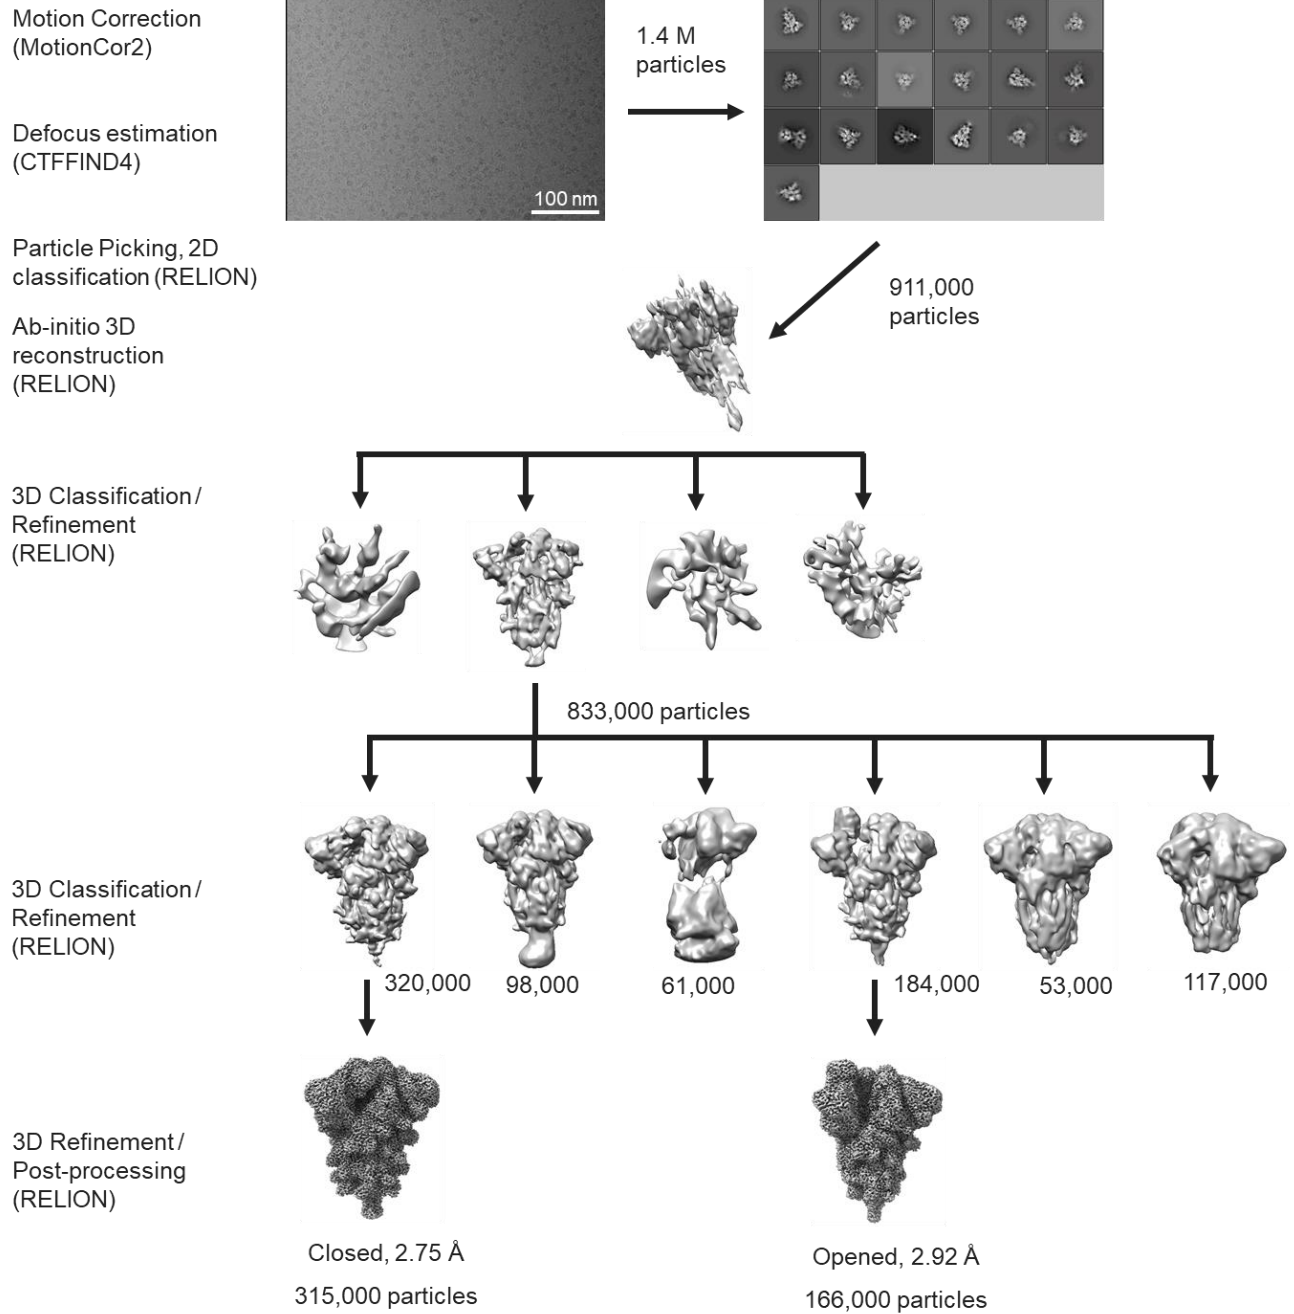 Motion Correction
(MotionCor2)
1.4 M
particles
Defocus estimation
(CTFFIND4)
100 nm
Particle Picking, 2D
classification (RELION)
911,000
particles
Ab-initio 3D
reconstruction
(RELION)
3D Classification /
Refinement
(RELION)
833,000 particles
3D Classification /
Refinement
(RELION)
320,000
98,000
61,000
184,000
53,000
117,000
3D Refinement /
Post-processing
(RELION)
Closed, 2.75 Å
315,000 particles
Opened, 2.92 Å
166,000 particles